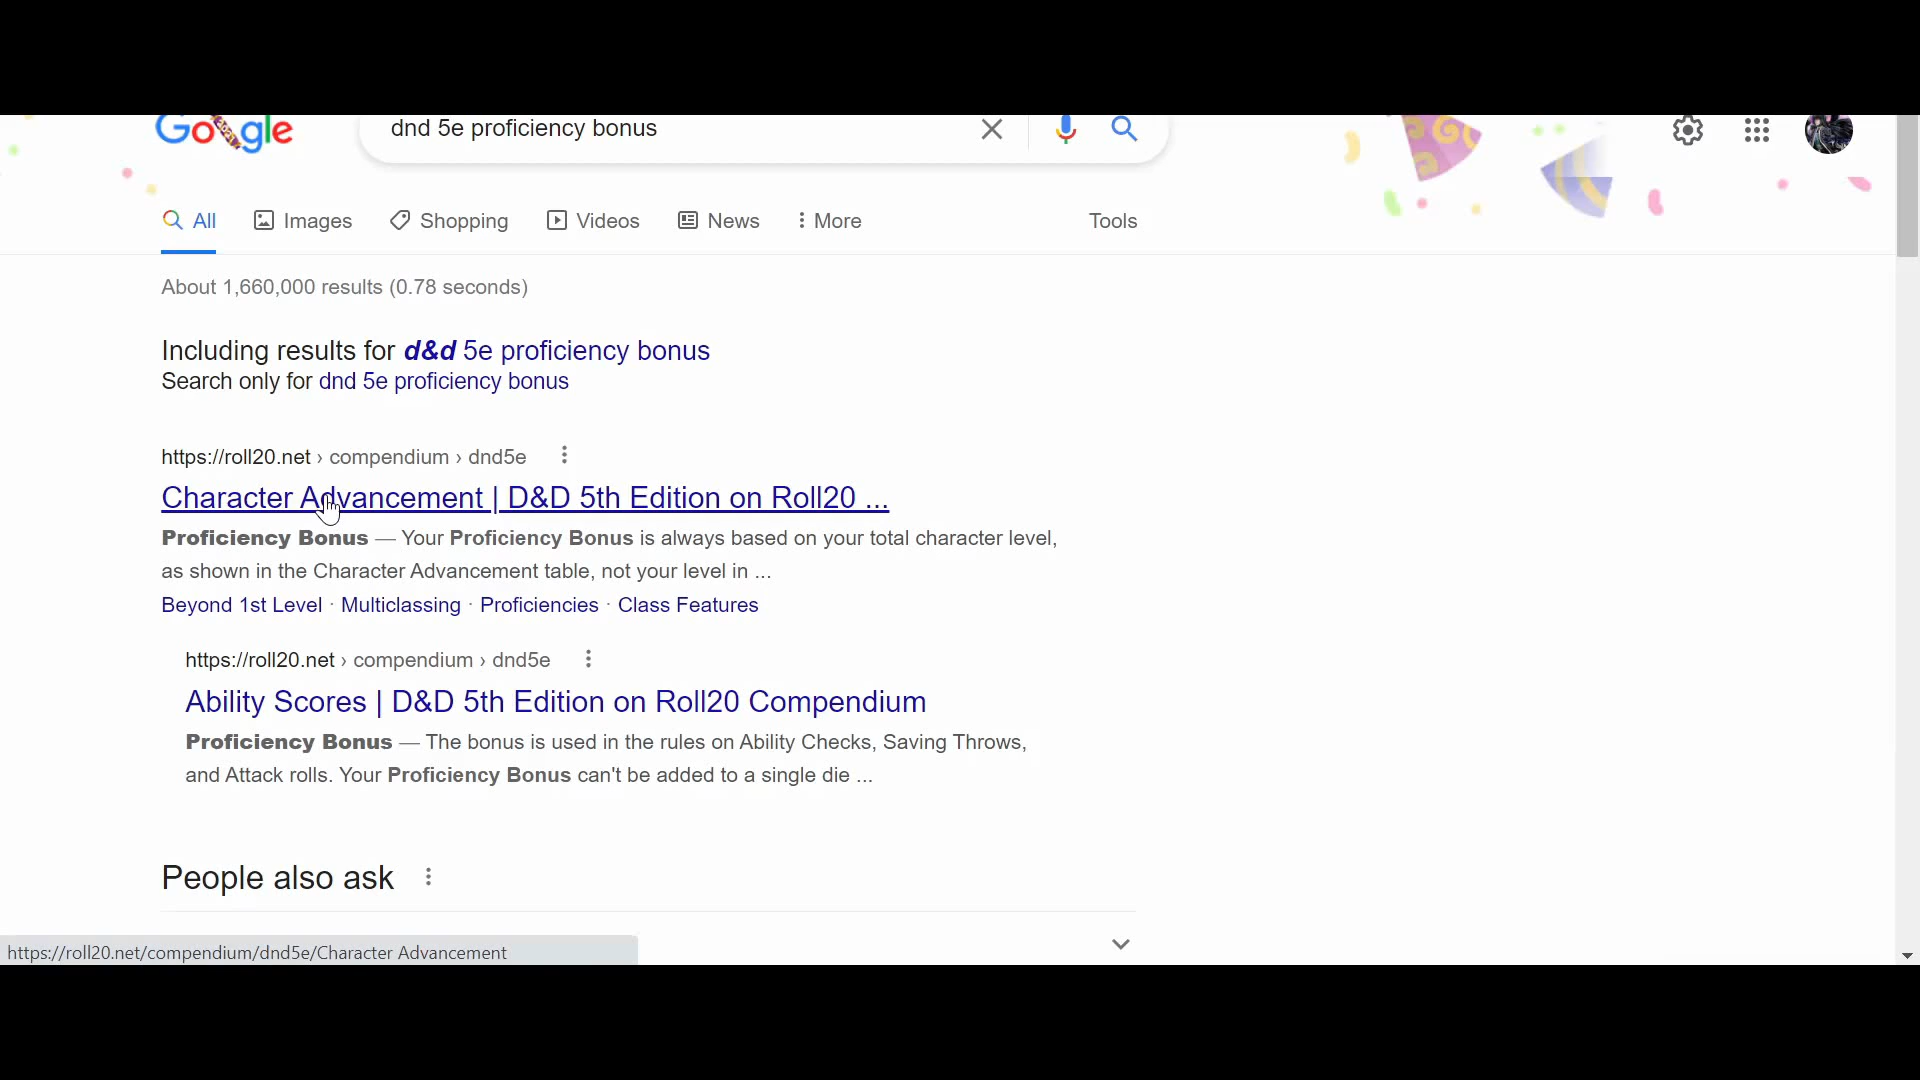 Google
dnd 5e proficiency bonus
All Images Shopping Videos News More Tools
About 1,660,000 results (0.78 seconds)
Including results for d&d 5e proficiency bonus
Search only for dnd 5e proficiency bonus
https://roll20.net › compendium › dnd5e
Character Advancement | D&D 5th Edition on Roll20 ...
Proficiency Bonus — Your Proficiency Bonus is always based on your total character level,
as shown in the Character Advancement table, not your level in ...
Beyond 1st Level · Multiclassing · Proficiencies · Class Features
https://roll20.net › compendium › dnd5e
Ability Scores | D&D 5th Edition on Roll20 Compendium
Proficiency Bonus — The bonus is used in the rules on Ability Checks, Saving Throws,
and Attack rolls. Your Proficiency Bonus can't be added to a single die ...
People also ask
https://roll20.net/compendium/dnd5e/Character Advancement